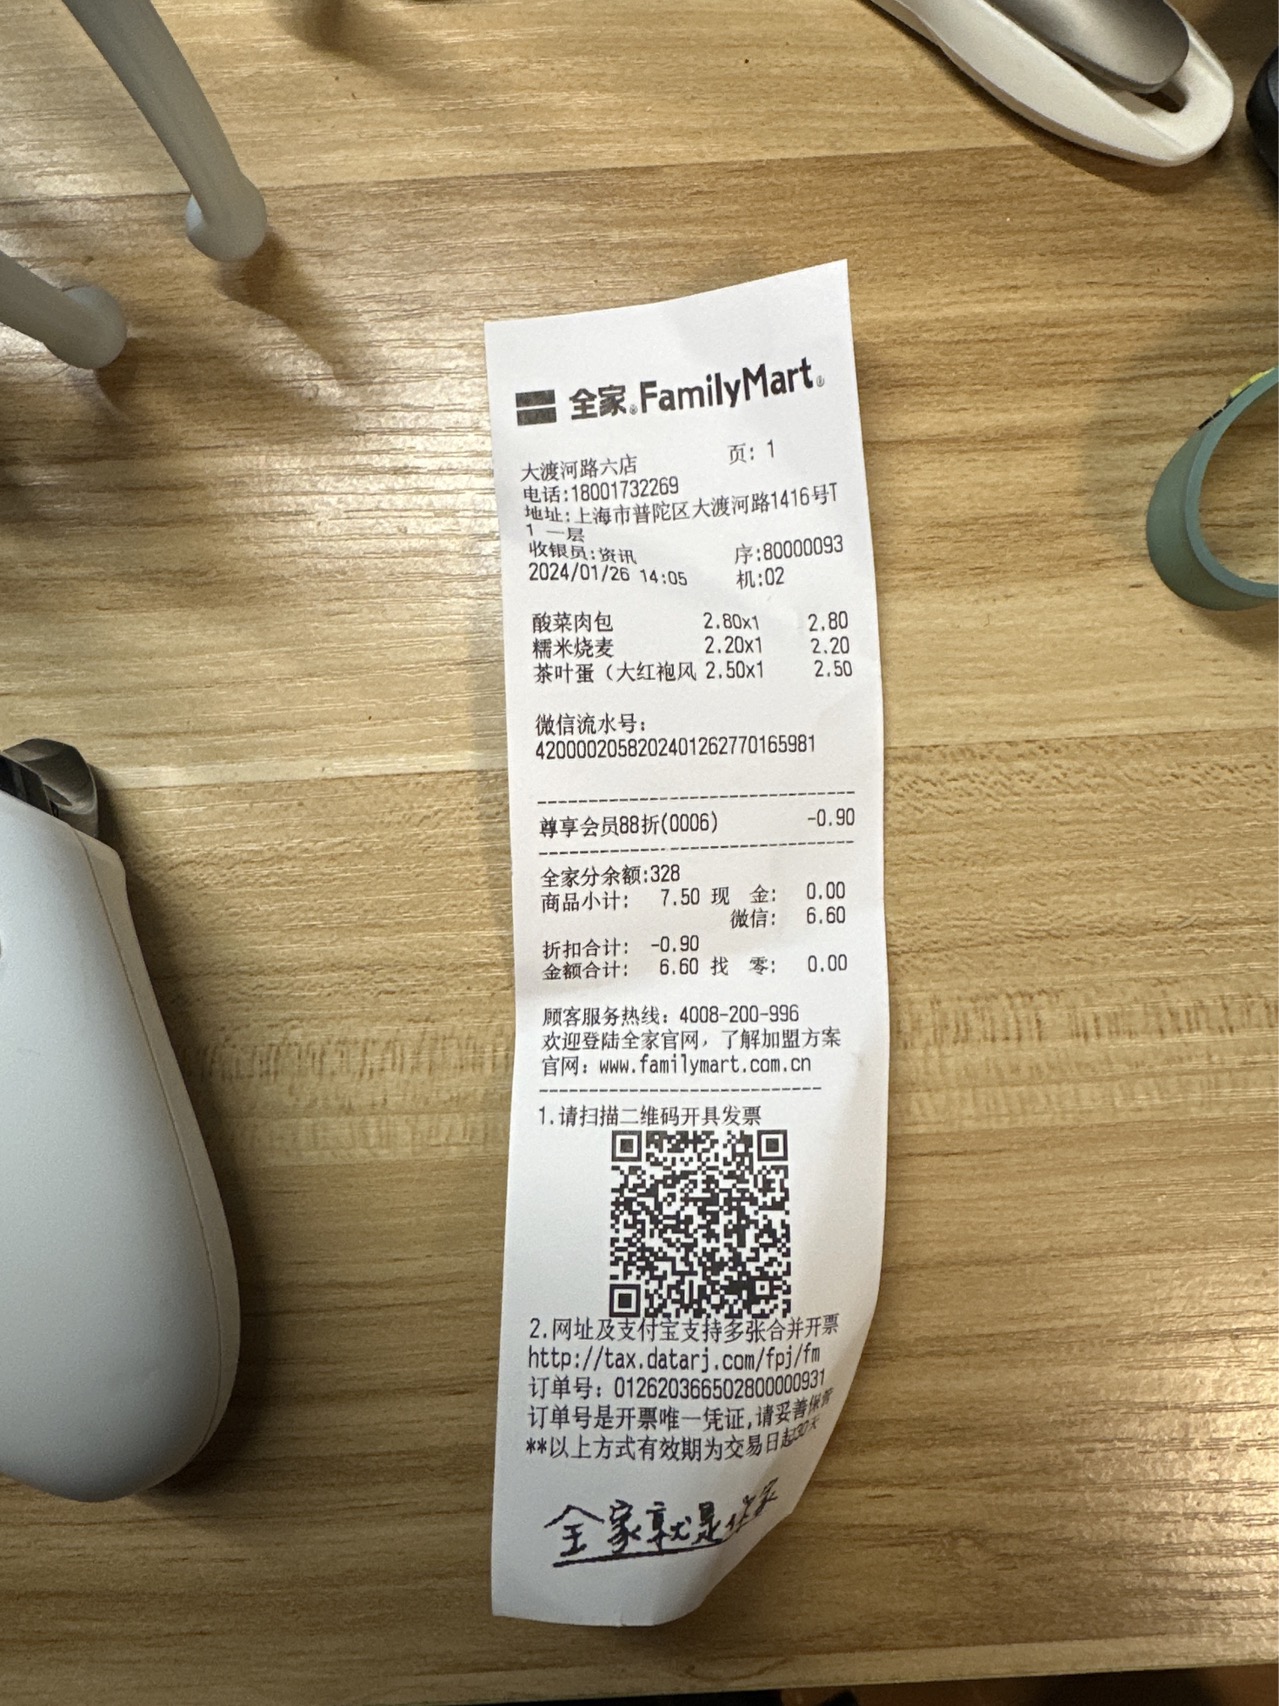 全家 FamilyMart
页: 1
大渡河路六店
电话:18001732269
地址:上海市普陀区大渡河路1416号T
1 一层
收银员:资讯 序:80000093
2024/01/26 14:05 机:02
酸菜肉包 2.80x1 2.80
糯米烧麦 2.20x1 2.20
茶叶蛋（大红袍风 2.50x1 2.50
微信流水号:
4200002058202401262770165981
尊享会员88折(0006) -0.90
全家分余额:328
商品小计: 7.50 现 金: 0.00
微信: 6.60
折扣合计: -0.90
金额合计: 6.60 找 零: 0.00
顾客服务热线: 4008-200-996
欢迎登陆全家官网，了解加盟方案
官网: www.familymart.com.cn
1.请扫描二维码开具发票
2.网址及支付宝支持多张合并开票
http://tax.datarj.com/fpj/fm
订单号: 012620366502800000931
订单号是开票唯一凭证,请妥善保管
**以上方式有效期为交易日起30天
全家就是你家